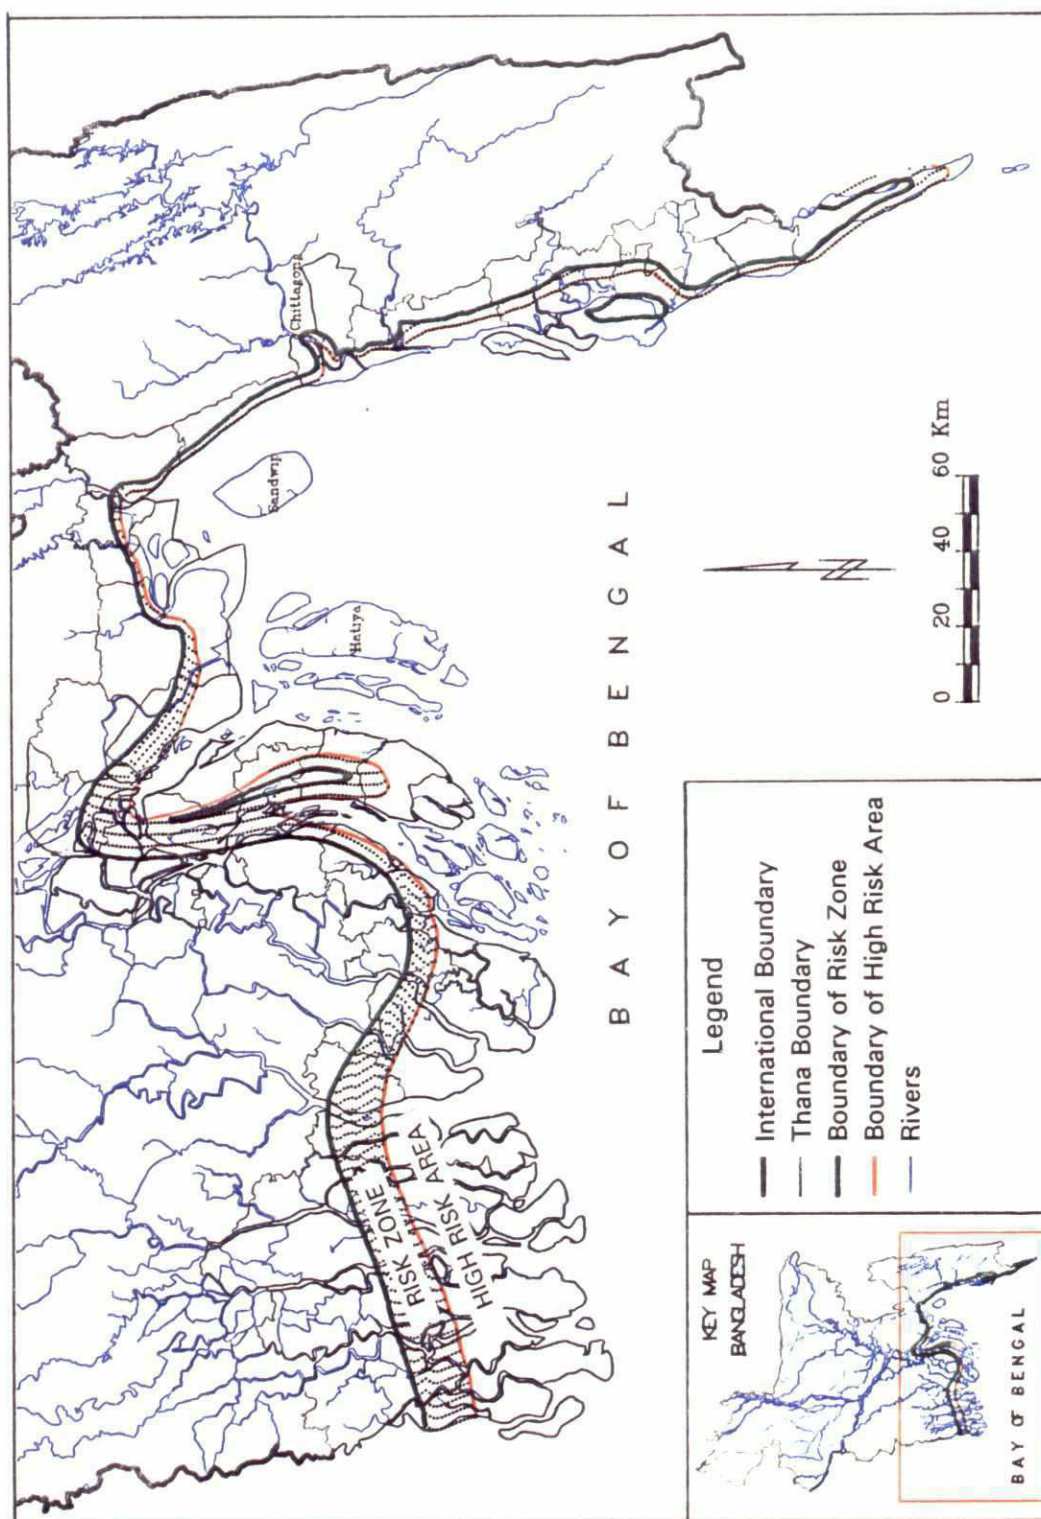 Chittagong
Sandwip
Hatiya
BAY OF BENGAL
RISK ZONE
HIGH RISK AREA
0 20 40 60 Km
Legend
International Boundary
Thana Boundary
Boundary of Risk Zone
Boundary of High Risk Area
Rivers
KEY MAP
BANGLADESH
BAY OF BENGAL